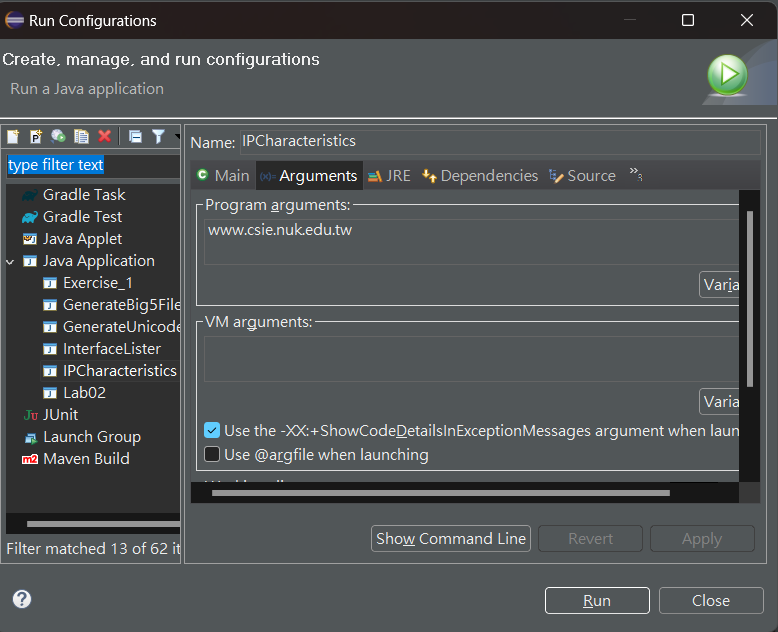 Run Configurations
Create, manage, and run configurations
Run a Java application
type filter text
Gradle Task
Gradle Test
Java Applet
Java Application
Exercise_1
GenerateBig5File
GenerateUnicode
InterfaceLister
IPCharacteristics
Lab02
JUnit
Launch Group
Maven Build
Filter matched 13 of 62 it
Name: IPCharacteristics
Main Arguments JRE Dependencies Source »3
Program arguments:
www.csie.nuk.edu.tw
Varia
VM arguments:
Varia
Use the -XX:+ShowCodeDetailsInExceptionMessages argument when laun
Use @argfile when launching
Show Command Line Revert Apply
Run Close